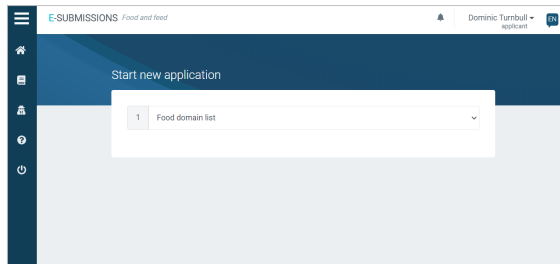 E-SUBMISSIONS Food and feed
Dominic Turnbull
applicant
EN
Start new application
1 Food domain list